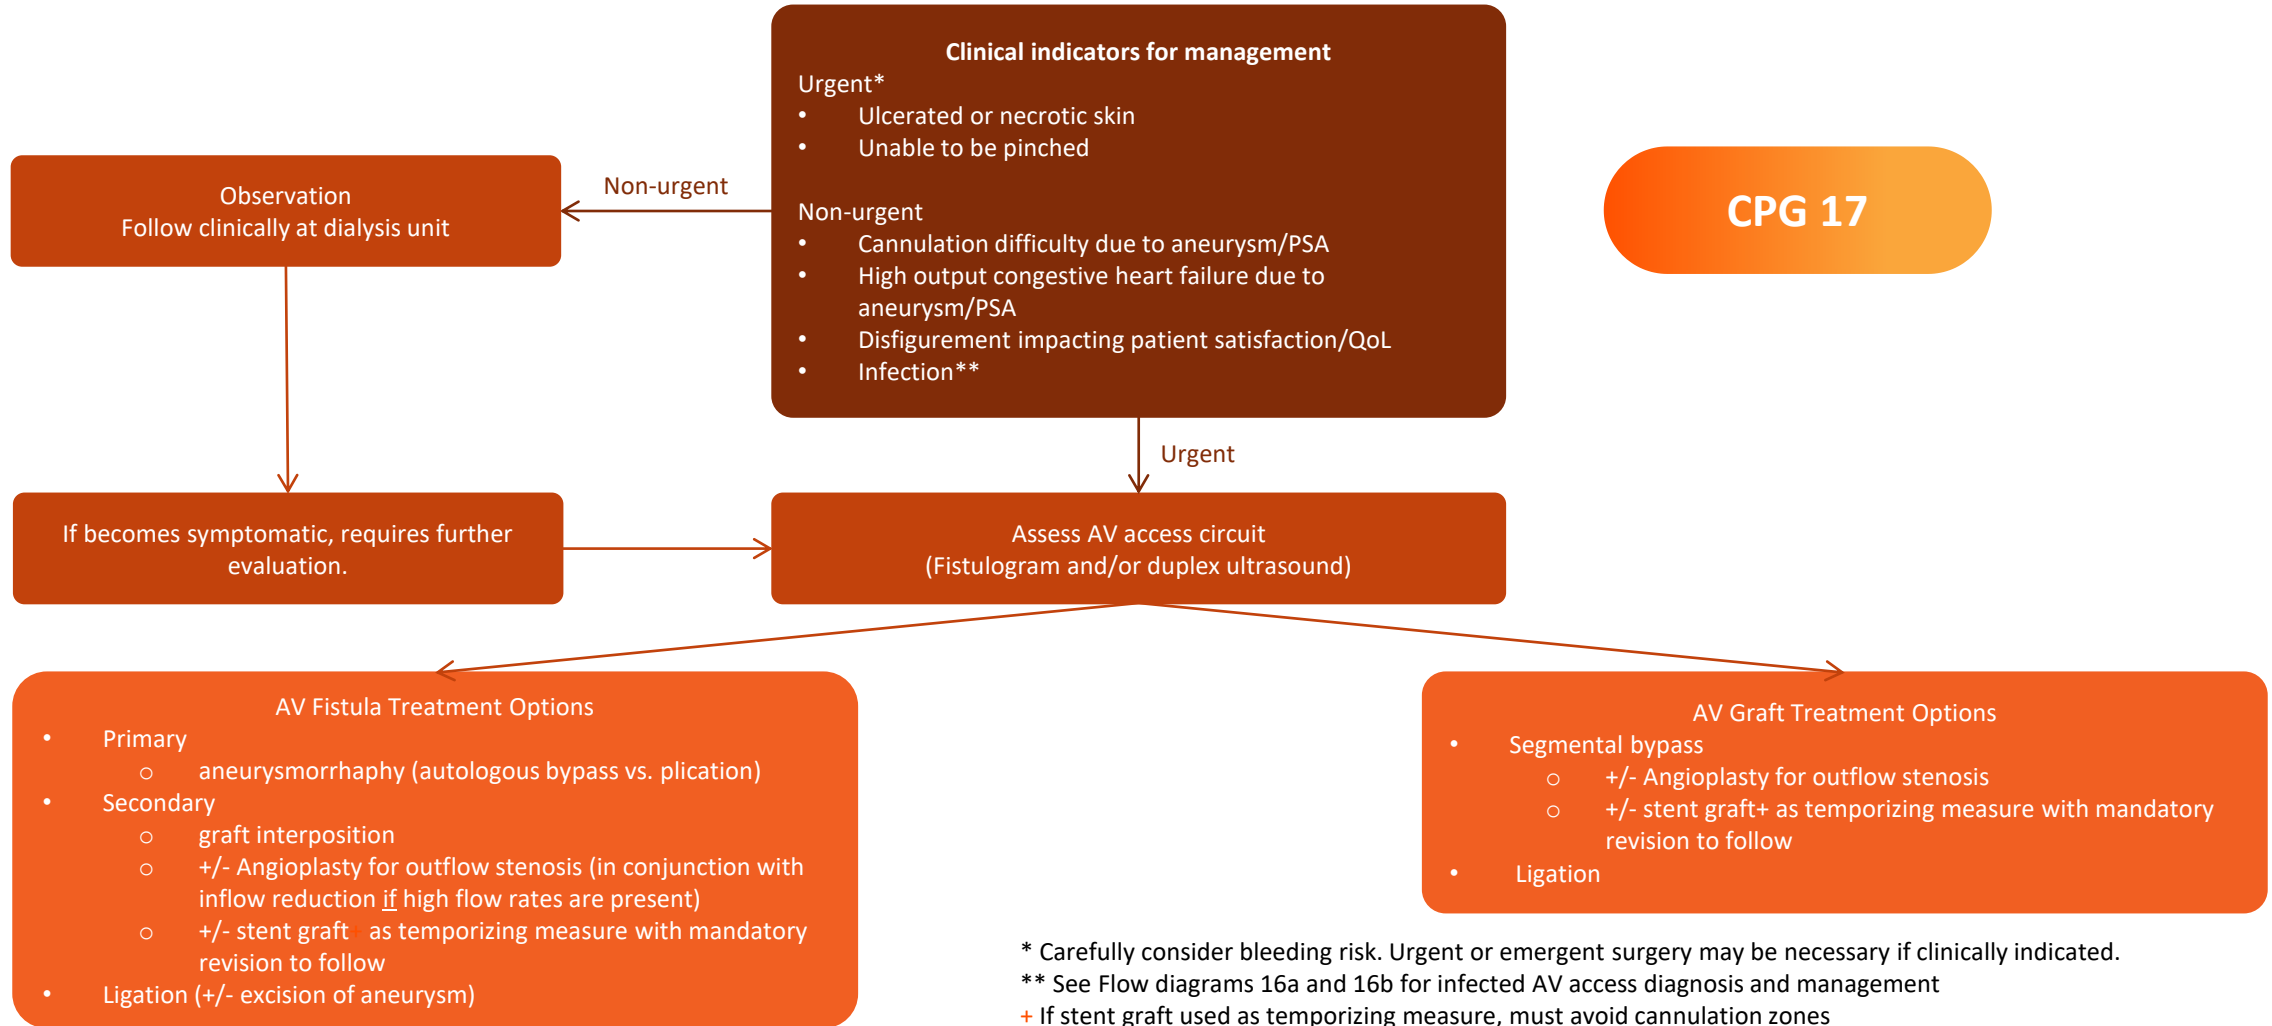 Clinical indicators for management
Urgent*
• Ulcerated or necrotic skin
• Unable to be pinched
Non-urgent
• Cannulation difficulty due to aneurysm/PSA
• High output congestive heart failure due to
aneurysm/PSA
• Disfigurement impacting patient satisfaction/QoL
• Infection**
CPG 17
Non-urgent
Observation
Follow clinically at dialysis unit
Urgent
If becomes symptomatic, requires further
evaluation.
Assess AV access circuit
(Fistulogram and/or duplex ultrasound)
AV Fistula Treatment Options
• Primary
o aneurysmorrhaphy (autologous bypass vs. plication)
• Secondary
o graft interposition
o +/- Angioplasty for outflow stenosis (in conjunction with
inflow reduction if high flow rates are present)
o +/- stent graft+ as temporizing measure with mandatory
revision to follow
• Ligation (+/- excision of aneurysm)
AV Graft Treatment Options
• Segmental bypass
o +/- Angioplasty for outflow stenosis
o +/- stent graft+ as temporizing measure with mandatory
revision to follow
• Ligation
* Carefully consider bleeding risk. Urgent or emergent surgery may be necessary if clinically indicated.
** See Flow diagrams 16a and 16b for infected AV access diagnosis and management
+ If stent graft used as temporizing measure, must avoid cannulation zones